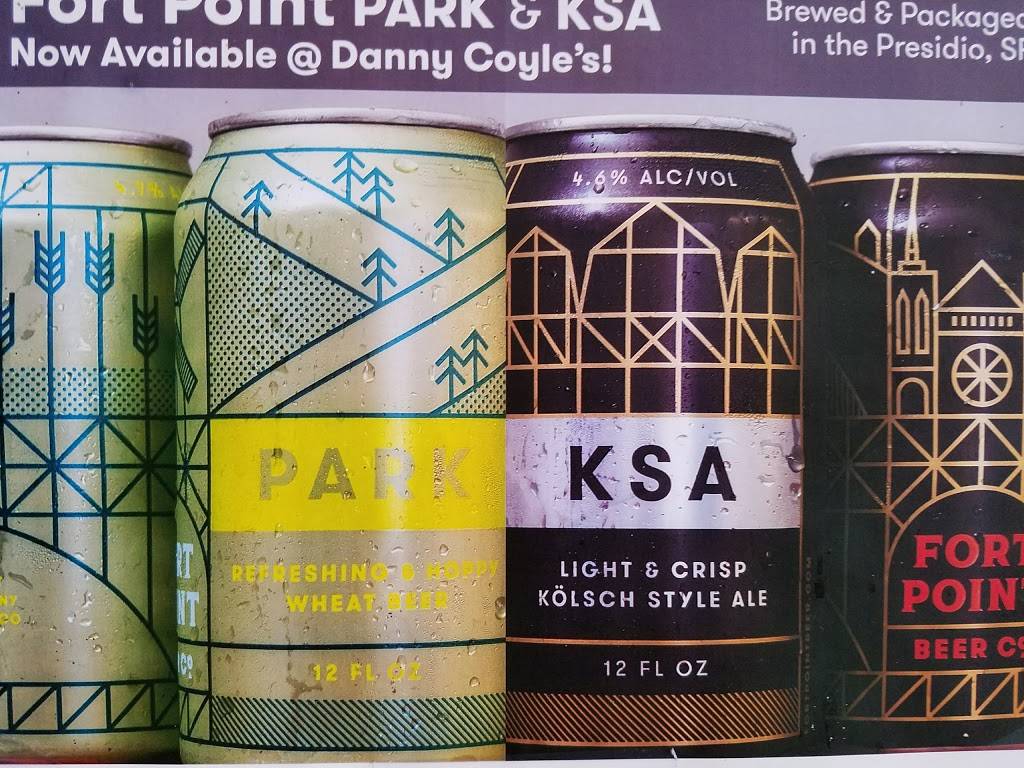 Fort Point PARK & KSA
Now Available @ Danny Coyle's!
Brewed & Packaged
in the Presidio, SF
PARK
REFRESHING & HOPPY
WHEAT BEER
12 FL OZ
4.6% ALC/VOL
KSA
LIGHT & CRISP
KÖLSCH STYLE ALE
12 FL OZ
FORT
POINT
BEER CO